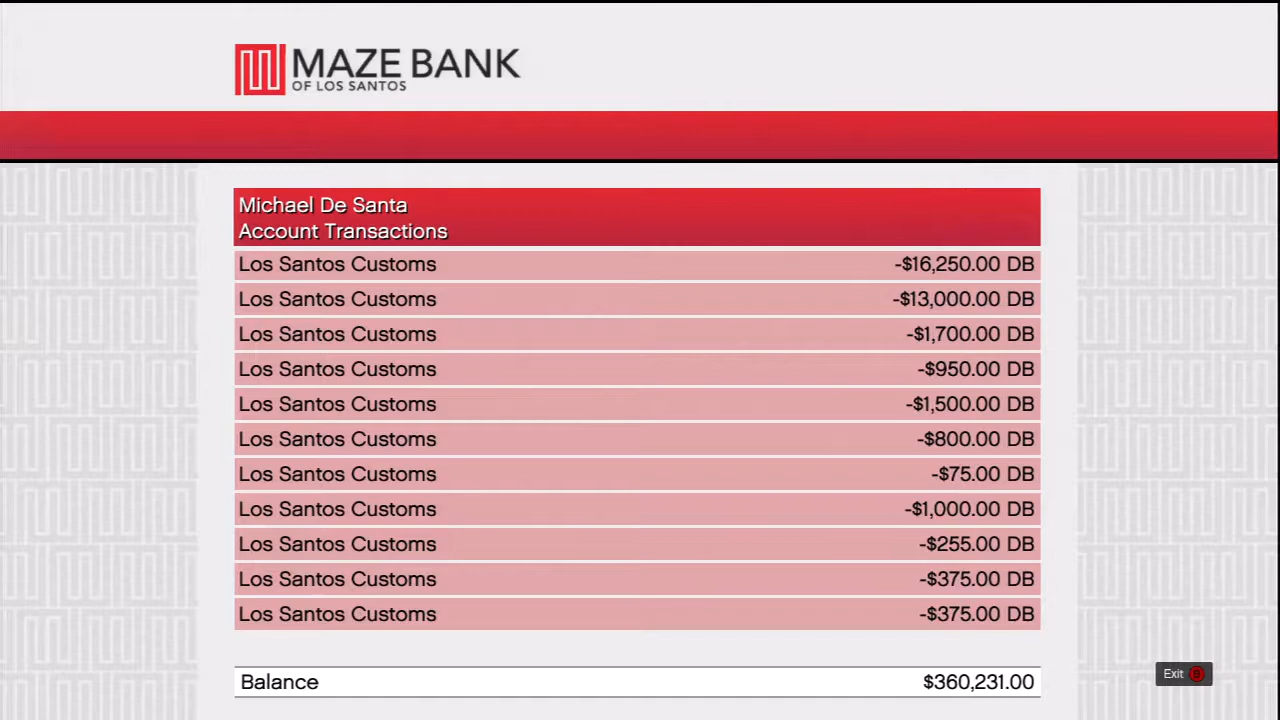 MAZE BANK
OF LOS SANTOS
Michael De Santa
Account Transactions
Los Santos Customs -$16,250.00 DB
Los Santos Customs -$13,000.00 DB
Los Santos Customs -$1,700.00 DB
Los Santos Customs -$950.00 DB
Los Santos Customs -$1,500.00 DB
Los Santos Customs -$800.00 DB
Los Santos Customs -$75.00 DB
Los Santos Customs -$1,000.00 DB
Los Santos Customs -$255.00 DB
Los Santos Customs -$375.00 DB
Los Santos Customs -$375.00 DB
Balance $360,231.00
Exit B